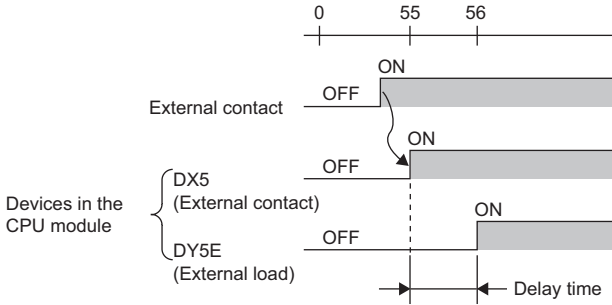 0 55 56
ON
OFF
External contact
ON
OFF
DX5
(External contact)
Devices in the
CPU module
ON
OFF
DY5E
(External load)
Delay time